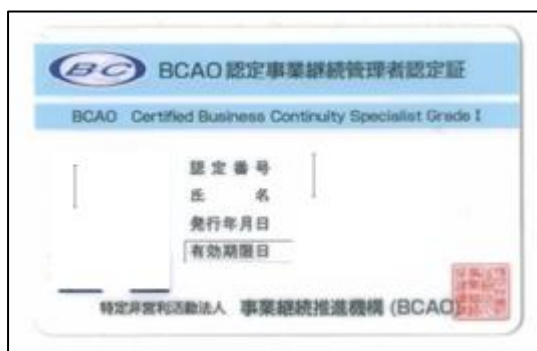 BC
BCAO 認定事業継続管理者認定証
BCAO Certified Business Continuity Specialist Grade I
認定番号
氏名
発行年月日
有効期限日
特定非営利活動法人 事業継続推進機構 (BCAO)